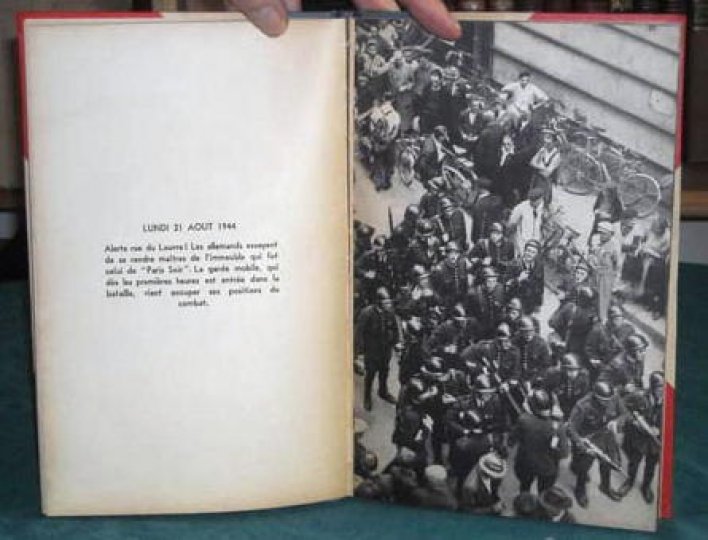 LUNDI 21 AOUT 1944
Alerte rue du Louvre! Les allemands essayent
de se rendre maîtres de l'immeuble qui fut
celui de "Paris Soir". La garde mobile, qui
dès les premières heures est entrée dans la
bataille, vient occuper ses positions de
combat.